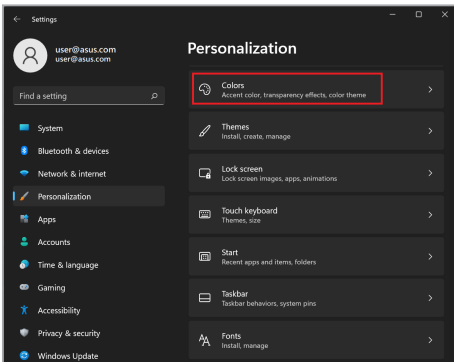 Settings
user@asus.com
user@asus.com
Find a setting
System
Bluetooth & devices
Network & internet
Personalization
Apps
Accounts
Time & language
Gaming
Accessibility
Privacy & security
Windows Update
Personalization
Colors
Accent color, transparency effects, color theme
Themes
Install, create, manage
Lock screen
Lock screen images, apps, animations
Touch keyboard
Themes, size
Start
Recent apps and items, folders
Taskbar
Taskbar behaviors, system pins
Fonts
Install, manage